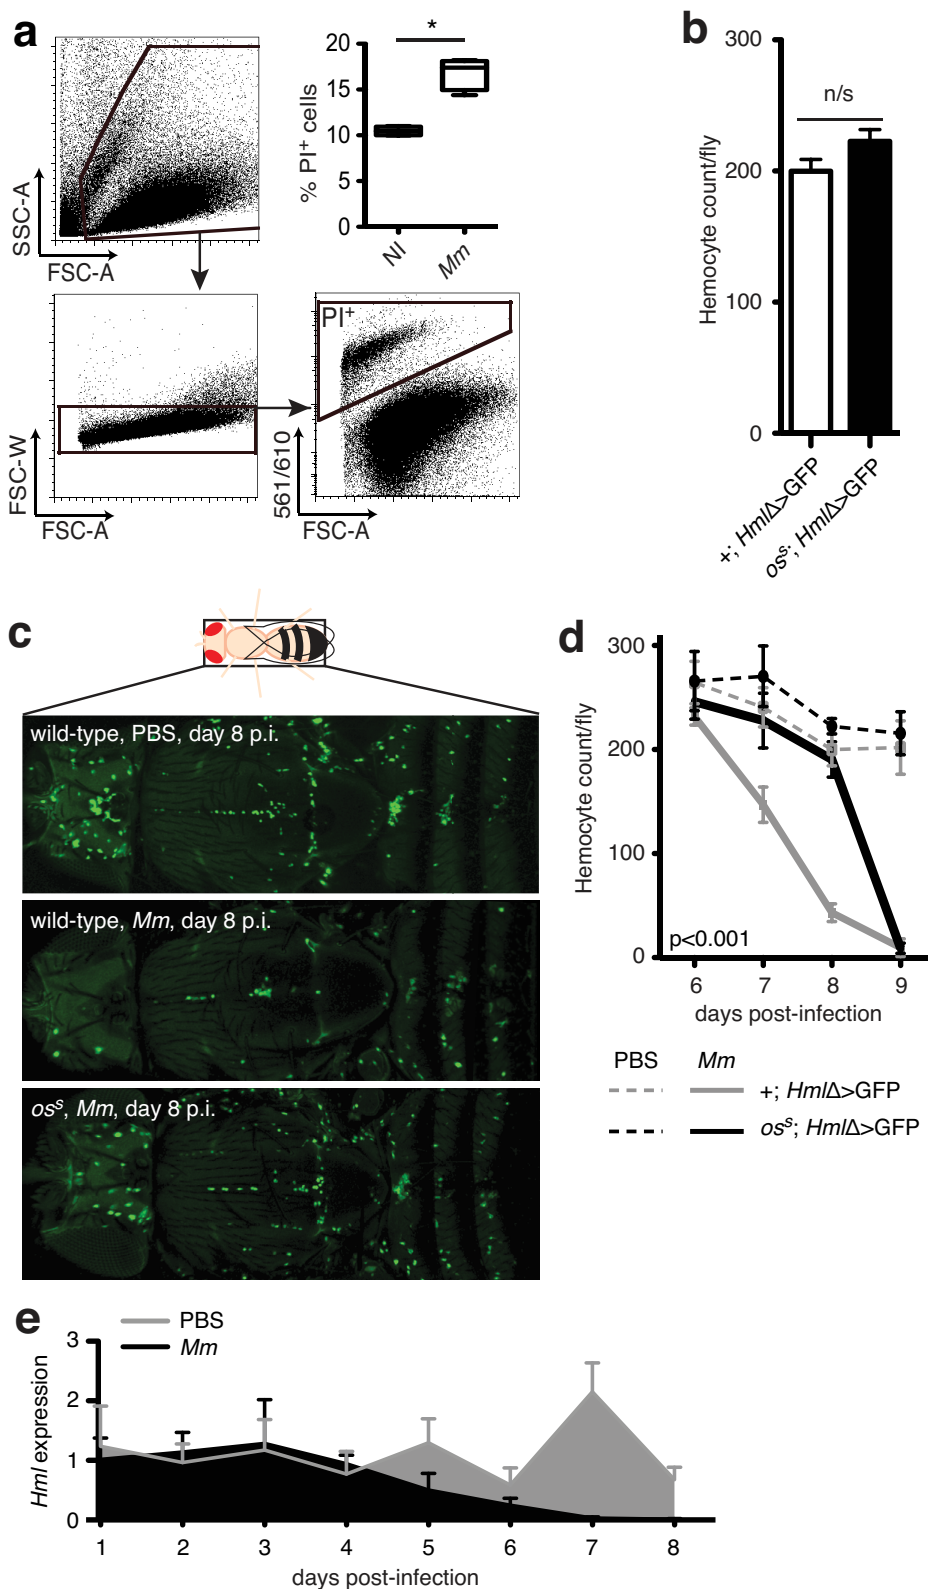 a
SSC-A
FSC-A
% PI+ cells
20
15
10
5
0
*
NI
Mm
FSC-W
FSC-A
PI+
561/610
FSC-A
b
Hemocyte count/fly
300
200
100
0
n/s
+; HmlΔ>GFP
osˢ; HmlΔ>GFP
c
wild-type, PBS, day 8 p.i.
wild-type, Mm, day 8 p.i.
osˢ, Mm, day 8 p.i.
d
Hemocyte count/fly
300
200
100
0
p<0.001
6 7 8 9
days post-infection
PBS Mm
+; HmlΔ>GFP
osˢ; HmlΔ>GFP
e
PBS
Mm
Hml expression
3
2
1
0
1 2 3 4 5 6 7 8
days post-infection